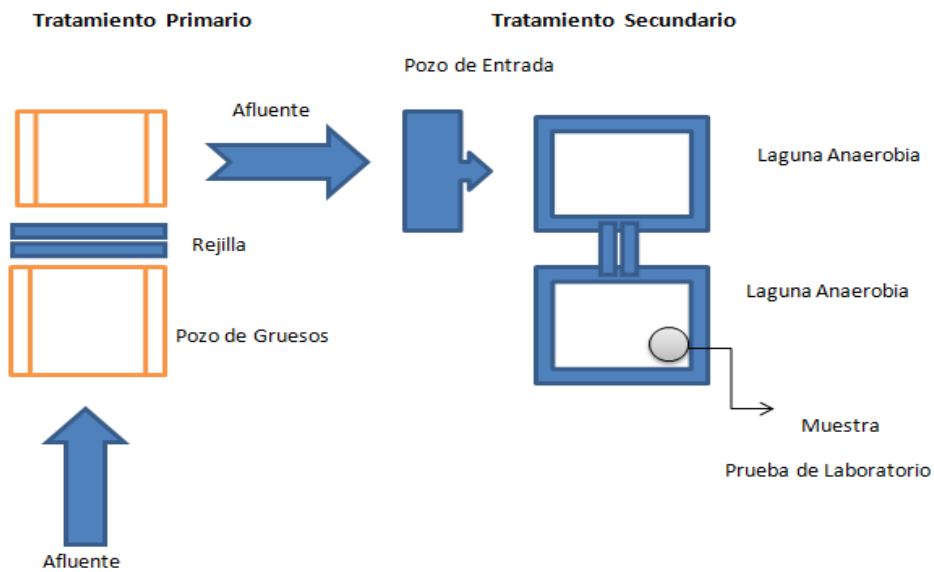 Tratamiento Primario
Tratamiento Secundario
Pozo de Entrada
Afluente
Laguna Anaerobia
Rejilla
Laguna Anaerobia
Pozo de Gruesos
Muestra
Prueba de Laboratorio
Afluente